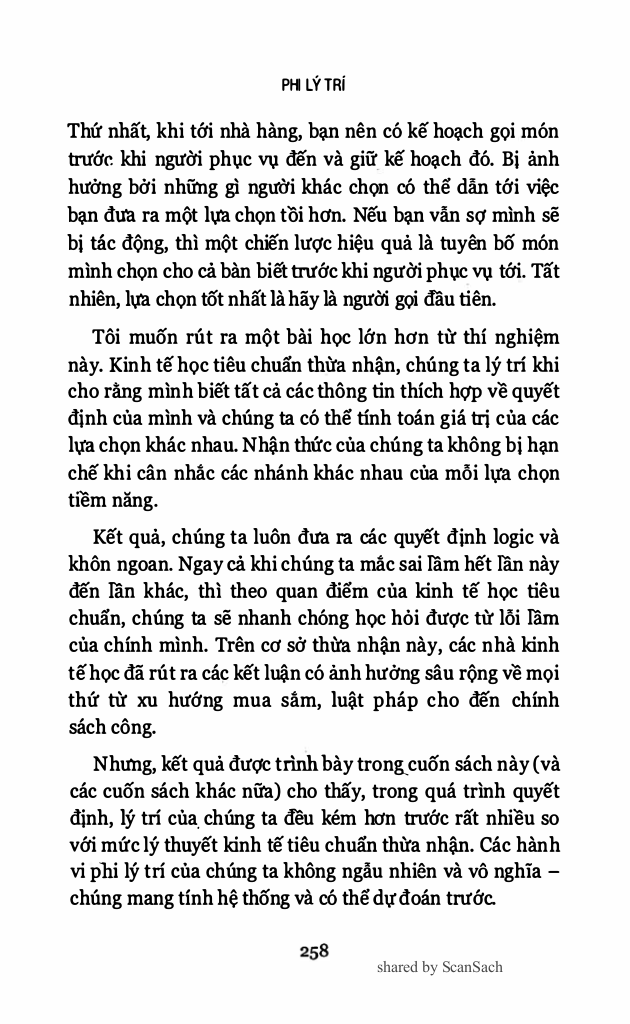 PHI LÝ TRÍ
Thứ nhất, khi tới nhà hàng, bạn nên có kế hoạch gọi món
trước khi người phục vụ đến và giữ kế hoạch đó. Bị ảnh
hưởng bởi những gì người khác chọn có thể dẫn tới việc
bạn đưa ra một lựa chọn tồi hơn. Nếu bạn vẫn sợ mình sẽ
bị tác động, thì một chiến lược hiệu quả là tuyên bố món
mình chọn cho cả bàn biết trước khi người phục vụ tới. Tất
nhiên, lựa chọn tốt nhất là hãy là người gọi đầu tiên.
Tôi muốn rút ra một bài học lớn hơn từ thí nghiệm
này. Kinh tế học tiêu chuẩn thừa nhận, chúng ta lý trí khi
cho rằng mình biết tất cả các thông tin thích hợp về quyết
định của mình và chúng ta có thể tính toán giá trị của các
lựa chọn khác nhau. Nhận thức của chúng ta không bị hạn
chế khi cân nhắc các nhánh khác nhau của mỗi lựa chọn
tiềm năng.
Kết quả, chúng ta luôn đưa ra các quyết định logic và
khôn ngoan. Ngay cả khi chúng ta mắc sai lầm hết lần này
đến lần khác, thì theo quan điểm của kinh tế học tiêu
chuẩn, chúng ta sẽ nhanh chóng học hỏi được từ lỗi lầm
của chính mình. Trên cơ sở thừa nhận này, các nhà kinh
tế học đã rút ra các kết luận có ảnh hưởng sâu rộng về mọi
thứ từ xu hướng mua sắm, luật pháp cho đến chính
sách công.
Nhưng, kết quả được trình bày trong cuốn sách này (và
các cuốn sách khác nữa) cho thấy, trong quá trình quyết
định, lý trí của chúng ta đều kém hơn trước rất nhiều so
với mức lý thuyết kinh tế tiêu chuẩn thừa nhận. Các hành
vi phi lý trí của chúng ta không ngẫu nhiên và vô nghĩa –
chúng mang tính hệ thống và có thể dự đoán trước.
258
shared by ScanSach